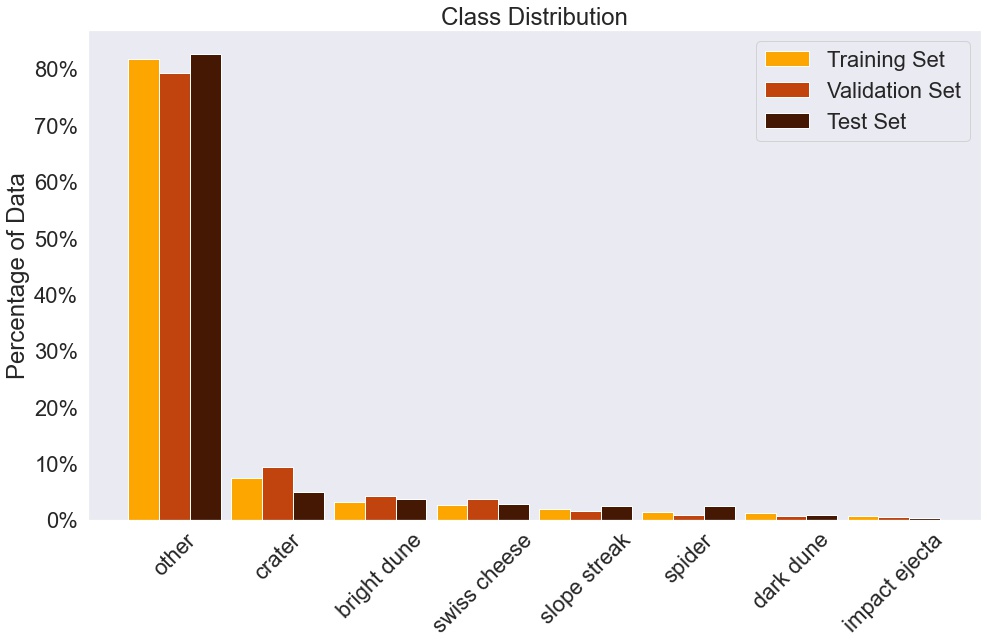 Class Distribution
Training Set
Validation Set
Test Set
Percentage of Data
80%
70%
60%
50%
40%
30%
20%
10%
0%
other
crater
bright dune
swiss cheese
slope streak
spider
dark dune
impact ejecta